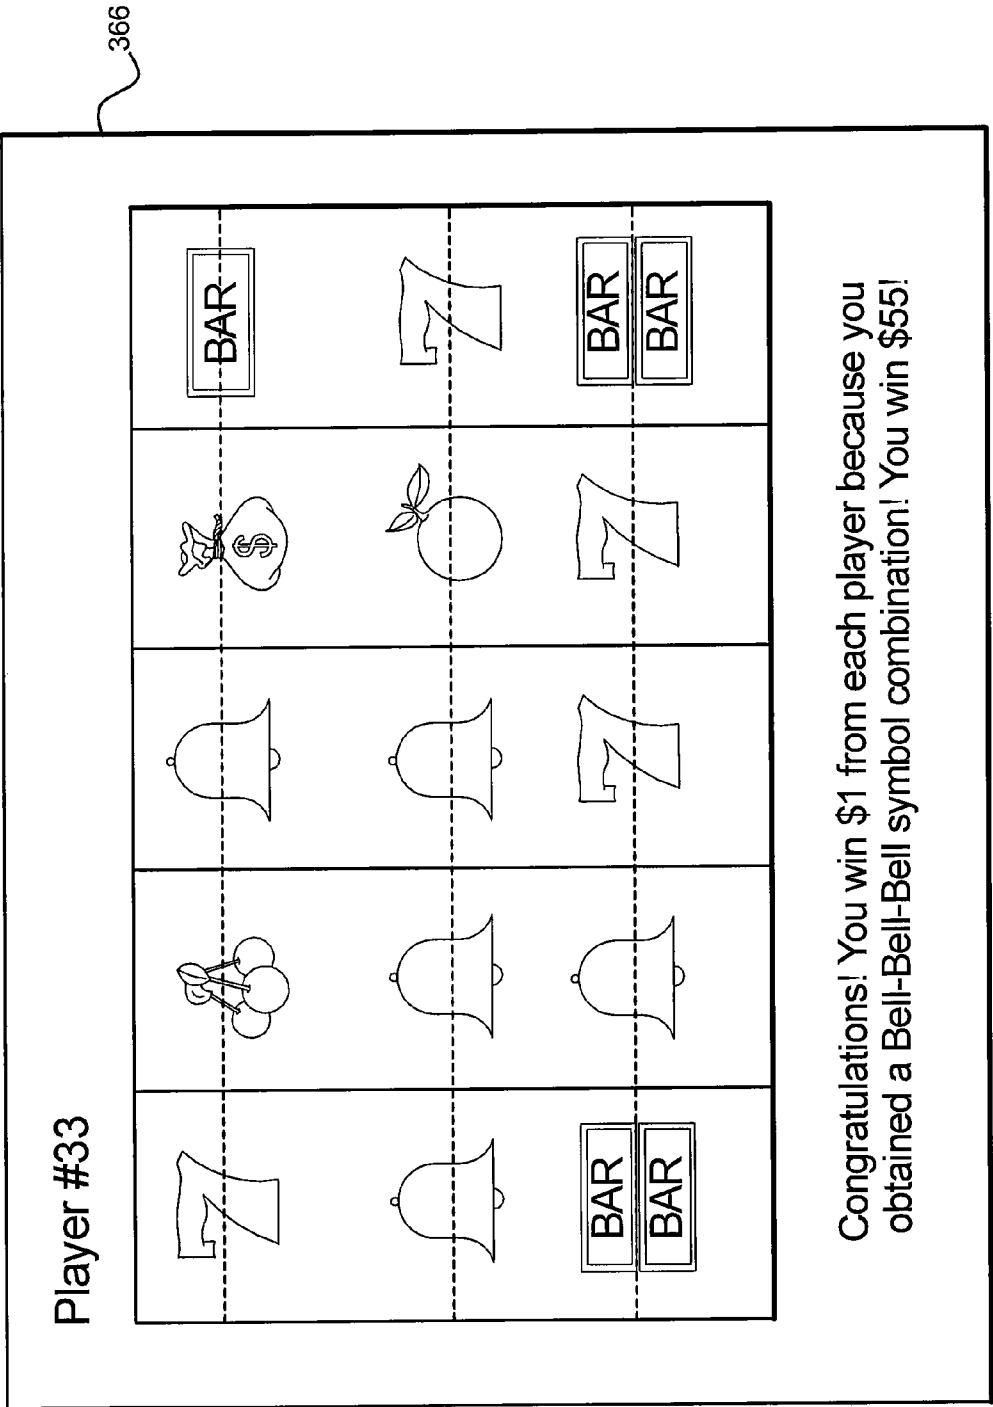 366
Player #33
BAR
$
BAR
BAR
BAR
BAR
Congratulations! You win $1 from each player because you
obtained a Bell-Bell-Bell symbol combination! You win $55!